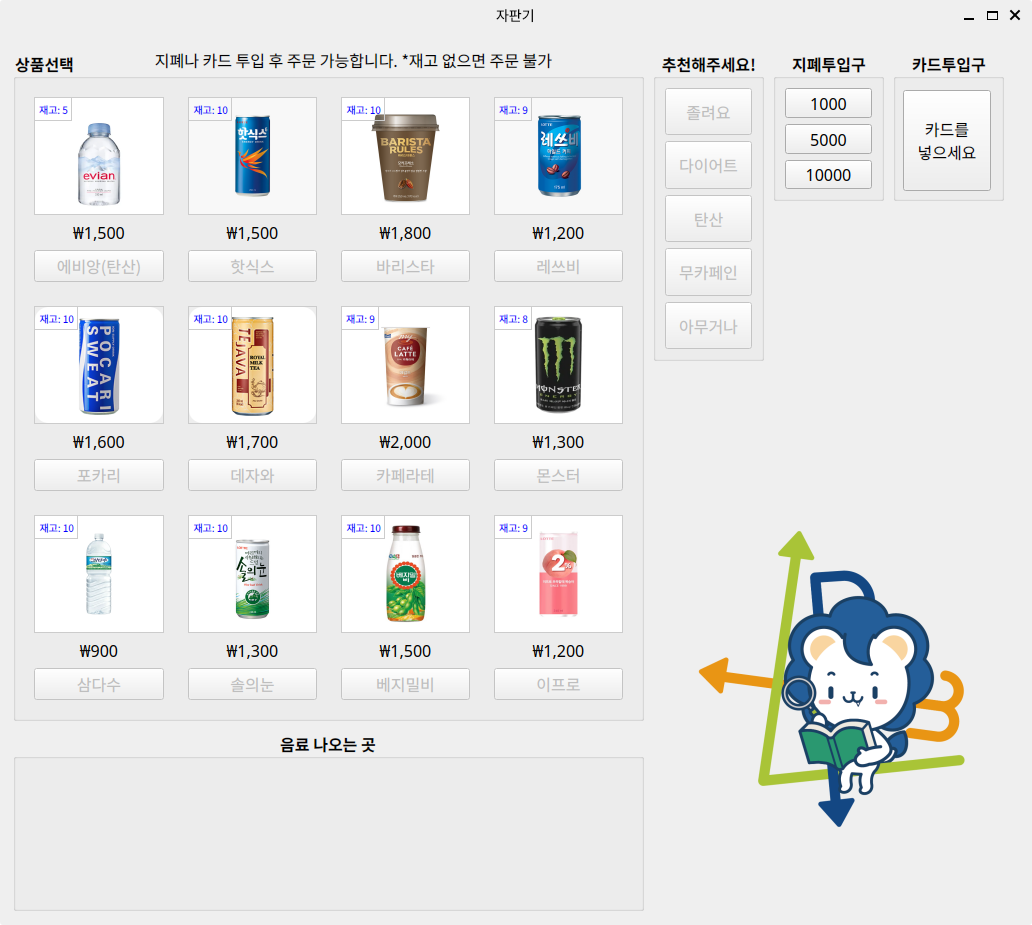 자판기
상품선택
지폐나 카드 투입 후 주문 가능합니다. *재고 없으면 주문 불가
추천해주세요!
지폐투입구
카드투입구
재고: 5
evian
재고: 10
핫식스
재고: 10
BARISTA
RULES
재고: 9
레쓰비
₩1,500
₩1,500
₩1,800
₩1,200
에비앙(탄산)
핫식스
바리스타
레쓰비
재고: 10
POCARI
SWEAT
재고: 10
TEJAVA
ROYAL
MILK
TEA
재고: 9
CAFÉ
LATTE
재고: 8
MONSTER
ENERGY
₩1,600
₩1,700
₩2,000
₩1,300
포카리
데자와
카페라테
몬스터
재고: 10
재고: 10
솔의눈
재고: 10
베지밀
비
재고: 9
2%
₩900
₩1,300
₩1,500
₩1,200
삼다수
솔의눈
베지밀비
이프로
졸려요
다이어트
탄산
무카페인
아무거나
1000
5000
10000
카드를
넣으세요
음료 나오는 곳